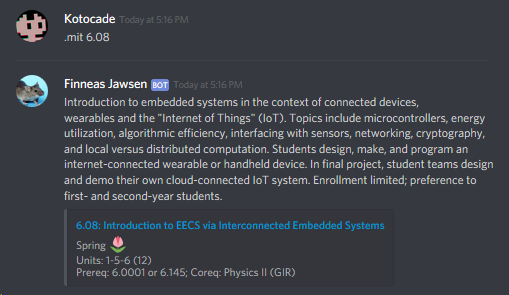 Kotocade Today at 5:16 PM
.mit 6.08
Finneas Jawsen BOT Today at 5:16 PM
Introduction to embedded systems in the context of connected devices,
wearables and the "Internet of Things" (IoT). Topics include microcontrollers, energy
utilization, algorithmic efficiency, interfacing with sensors, networking, cryptography,
and local versus distributed computation. Students design, make, and program an
internet-connected wearable or handheld device. In final project, student teams design
and demo their own cloud-connected IoT system. Enrollment limited; preference to
first- and second-year students.
6.08: Introduction to EECS via Interconnected Embedded Systems
Spring 🌷
Units: 1-5-6 (12)
Prereq: 6.0001 or 6.145; Coreq: Physics II (GIR)